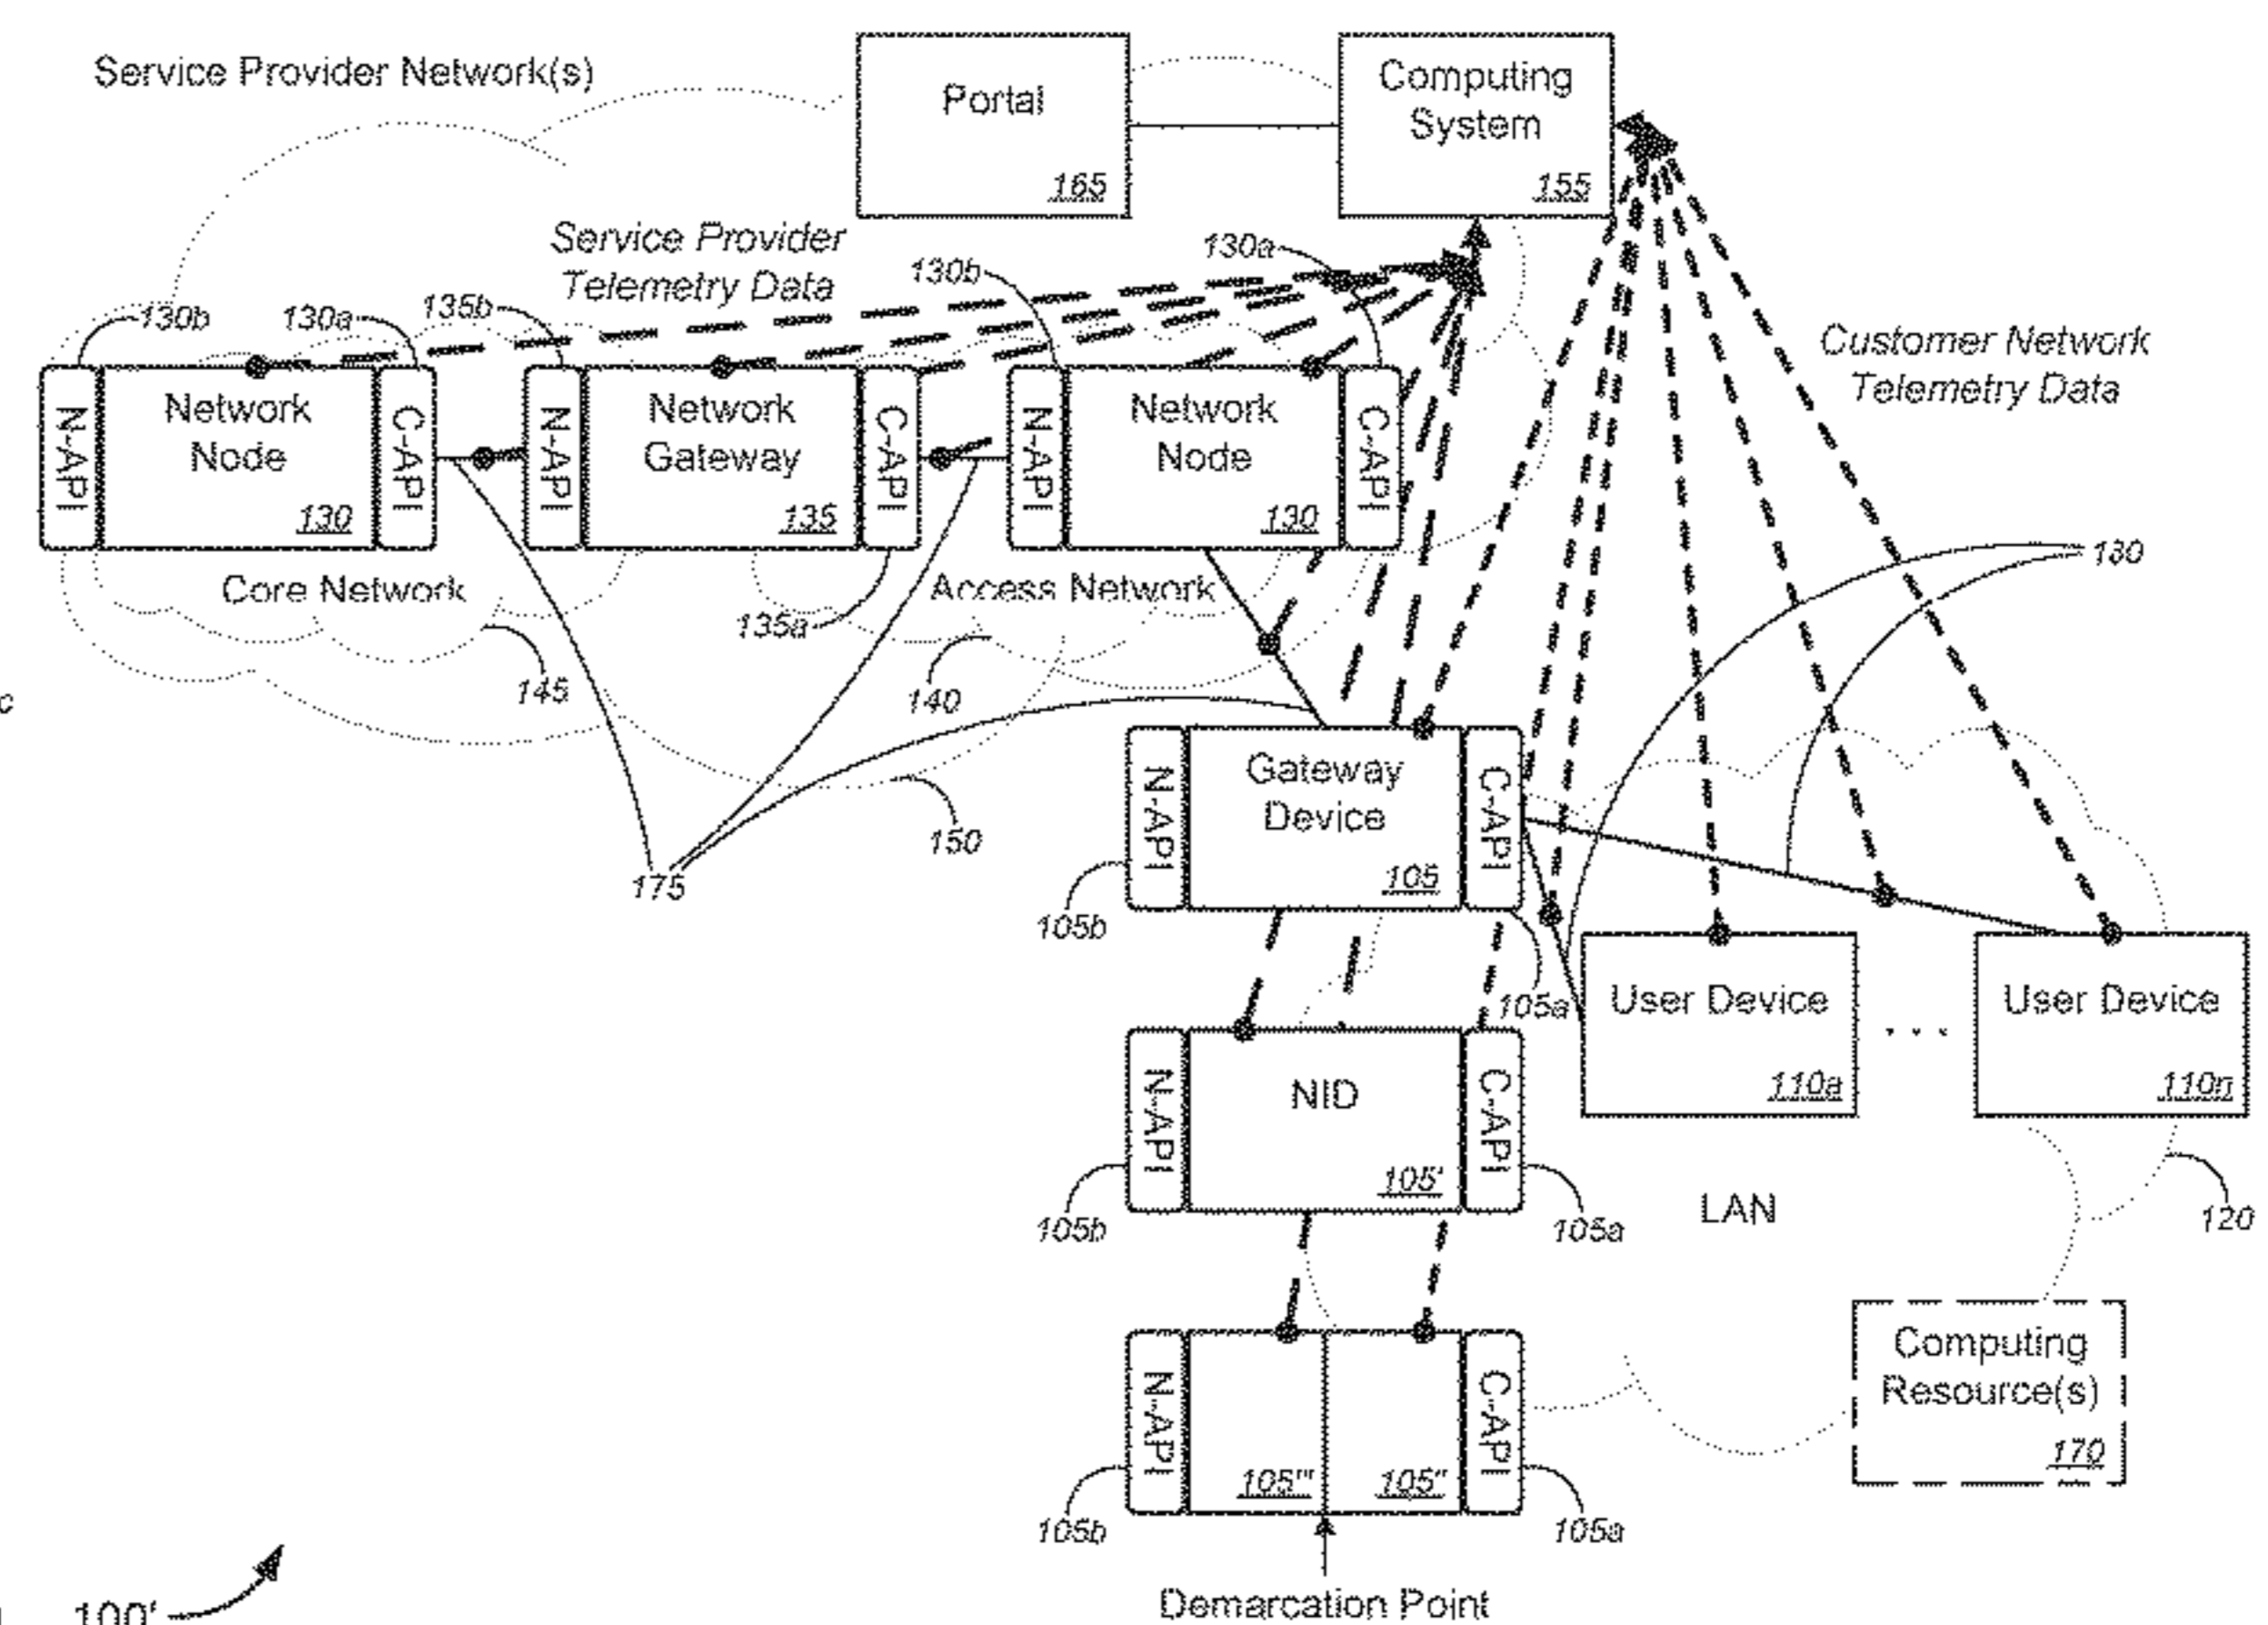 Service Provider Network(s)
Portal
165
Computing
System
155
Service Provider
Telemetry Data
130b
130a
135b
130b
130a
Customer Network
Telemetry Data
N-API
Network
Node
130
C-API
N-API
Network
Gateway
135
C-API
N-API
Network
Node
130
C-API
Core Network
Access Network
135a
145
140
180
c
150
175
N-API
Gateway
Device
105
C-API
105b
105a
User Device
110a
. . .
User Device
110n
N-API
NID
105'
C-API
105b
105a
LAN
120
N-API
105'''
105''
C-API
105b
105a
Computing
Resource(s)
170
Demarcation Point
100'